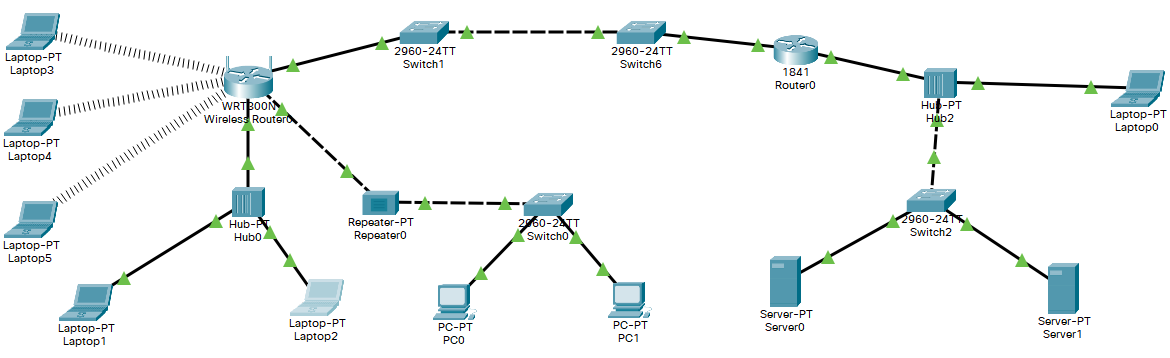 Laptop-PT
Laptop3
2960-24TT
Switch1
2960-24TT
Switch6
1841
Router0
WRT300N
Wireless Router0
Hub-PT
Hub2
Laptop-PT
Laptop0
Laptop-PT
Laptop4
Laptop-PT
Laptop5
Hub-PT
Hub0
Repeater-PT
Repeater0
2960-24TT
Switch0
2960-24TT
Switch2
Laptop-PT
Laptop1
Laptop-PT
Laptop2
PC-PT
PC0
PC-PT
PC1
Server-PT
Server0
Server-PT
Server1